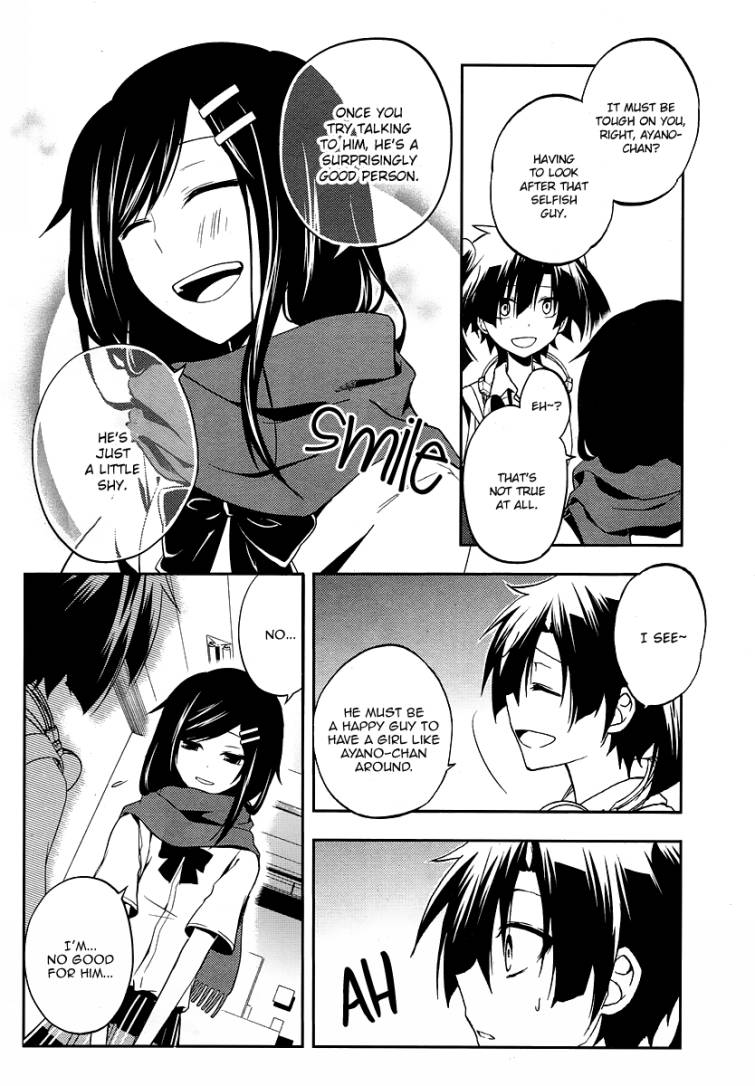 IT MUST BE
TOUGH ON YOU,
RIGHT, AYANO-
CHAN?
HAVING
TO LOOK
AFTER THAT
SELFISH
GUY.
EH~?
THAT'S
NOT TRUE
AT ALL.
ONCE YOU
TRY TALKING
TO HIM, HE'S A
SURPRISINGLY
GOOD PERSON.
HE'S
JUST
A LITTLE
SHY.
SMILE
I SEE~
HE MUST BE
A HAPPY GUY TO
HAVE A GIRL LIKE
AYANO-CHAN
AROUND.
NO...
I'M...
NO GOOD
FOR HIM...
AH